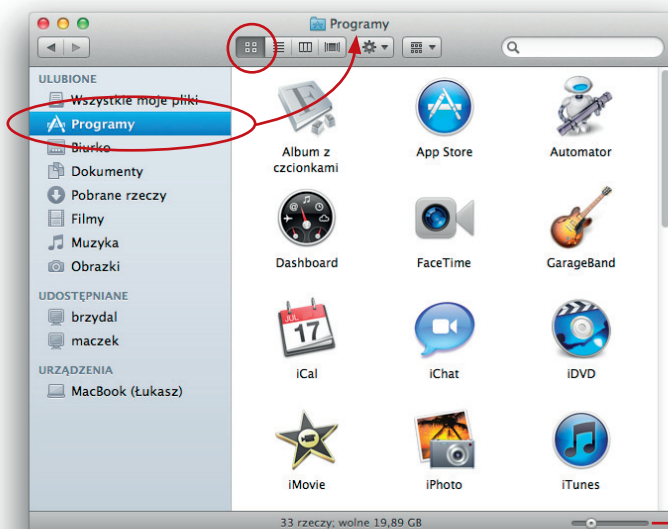 Programy
ULUBIONE
Wszystkie moje pliki
Programy
Biurko
Dokumenty
Pobrane rzeczy
Filmy
Muzyka
Obrazki
UDOSTĘPNIANE
brzydal
maczek
URZĄDZENIA
MacBook (Łukasz)
Album z
czcionkami
App Store
Automator
Dashboard
FaceTime
GarageBand
JUL
17
iCal
iChat
iDVD
iMovie
iPhoto
iTunes
33 rzeczy; wolne 19,89 GB